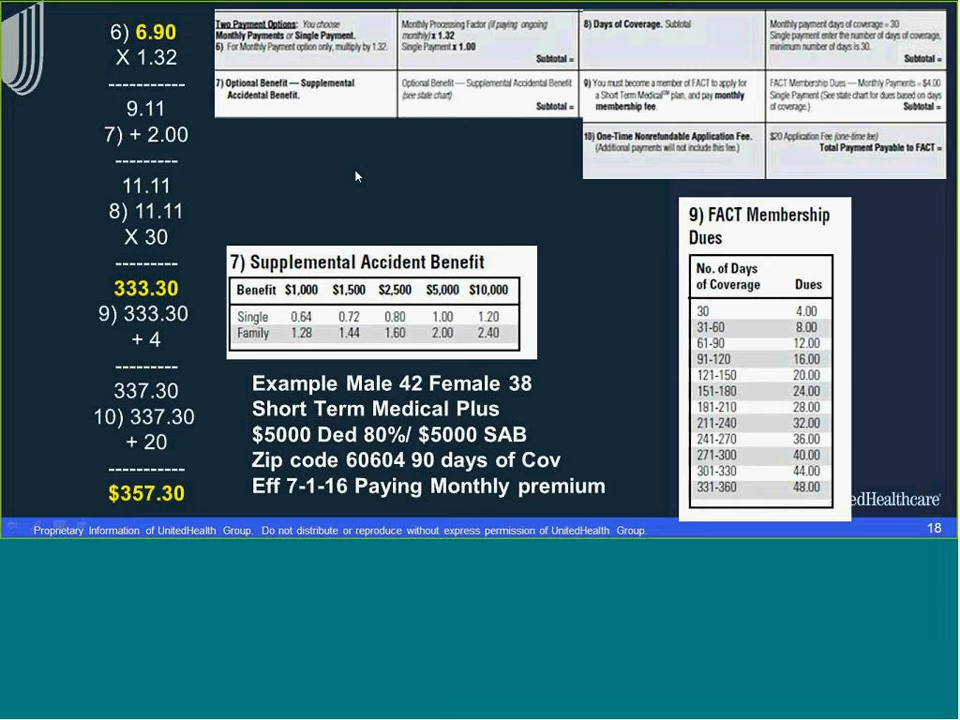 6) 6.90
X 1.32
-----------
9.11
7) + 2.00
---------
11.11
8) 11.11
X 30
---------
333.30
9) 333.30
+ 4
---------
337.30
10) 337.30
+ 20
-----------
$357.30
Two Payment Options: You choose
Monthly Payments or Single Payment.
6) For Monthly Payment option only, multiply by 1.32.
Monthly Processing Factor (if paying ongoing
monthly) x 1.32
Single Payment x 1.00
Subtotal =
7) Optional Benefit — Supplemental
Accidental Benefit.
Optional Benefit — Supplemental Accidental Benefit
(see state chart)
Subtotal =
8) Days of Coverage. Subtotal
Monthly payment days of coverage = 30
Single payment enter the number of days of coverage,
minimum number of days is 30.
Subtotal =
9) You must become a member of FACT to apply for
a Short Term Medical℠ plan, and pay monthly
membership fee.
FACT Membership Dues — Monthly Payments = $4.00
Single Payment (See state chart for dues based on days
of coverage.) Subtotal =
10) One-Time Nonrefundable Application Fee.
(Additional payments will not include this fee.)
$20 Application Fee (one-time fee)
Total Payment Payable to FACT =
7) Supplemental Accident Benefit
Benefit $1,000 $1,500 $2,500 $5,000 $10,000
Single 0.64 0.72 0.80 1.00 1.20
Family 1.28 1.44 1.60 2.00 2.40
Example Male 42 Female 38
Short Term Medical Plus
$5000 Ded 80%/ $5000 SAB
Zip code 60604 90 days of Cov
Eff 7-1-16 Paying Monthly premium
9) FACT Membership
Dues
No. of Days
of Coverage Dues
30 4.00
31-60 8.00
61-90 12.00
91-120 16.00
121-150 20.00
151-180 24.00
181-210 28.00
211-240 32.00
241-270 36.00
271-300 40.00
301-330 44.00
331-360 48.00
edHealthcare®
Proprietary Information of UnitedHealth Group. Do not distribute or reproduce without express permission of UnitedHealth Group.
18